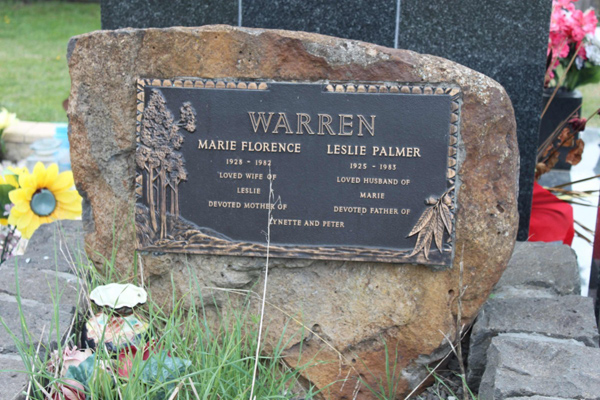 WARREN
MARIE FLORENCE LESLIE PALMER
1928 - 1982 1925 - 1983
LOVED WIFE OF LOVED HUSBAND OF
LESLIE MARIE
DEVOTED MOTHER OF DEVOTED FATHER OF
LYNETTE AND PETER